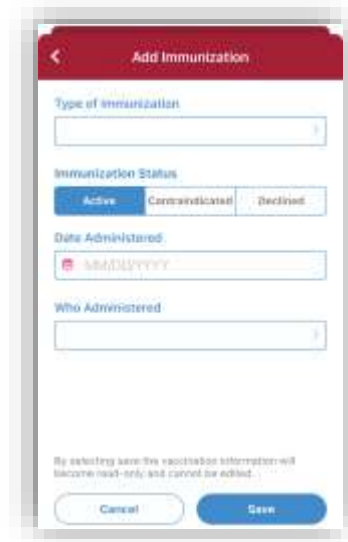 Add Immunization
Type of Immunization
Immunization Status
Active Contraindicated Declined
Date Administered
MM/DD/YYYY
Who Administered
By selecting save the vaccination information will
become read-only and cannot be edited.
Cancel Save